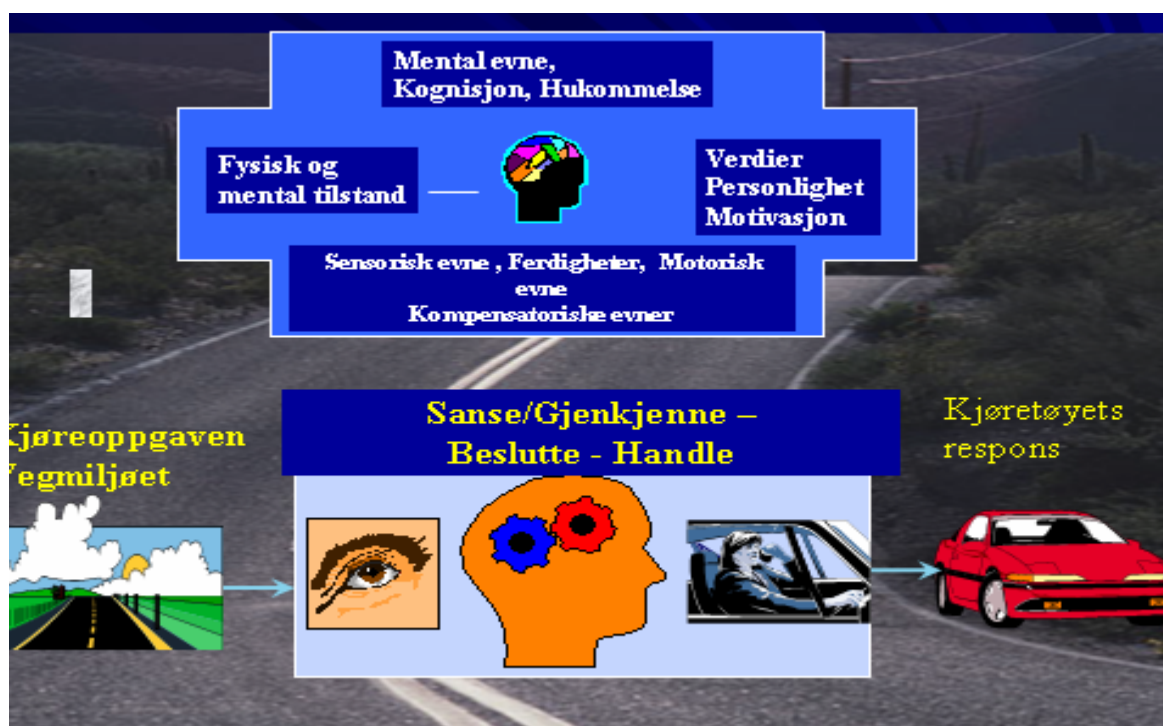 Mental evne,
Kognisjon, Hukommelse
Fysisk og
mental tilstand
Verdier
Personlighet
Motivasjon
Sensorisk evne , Ferdigheter, Motorisk
evne
Kompensatoriske evner
Sanse/Gjenkjenne –
Beslutte - Handle
Kjøreoppgaven
Vegmiljøet
Kjøretøyets
respons